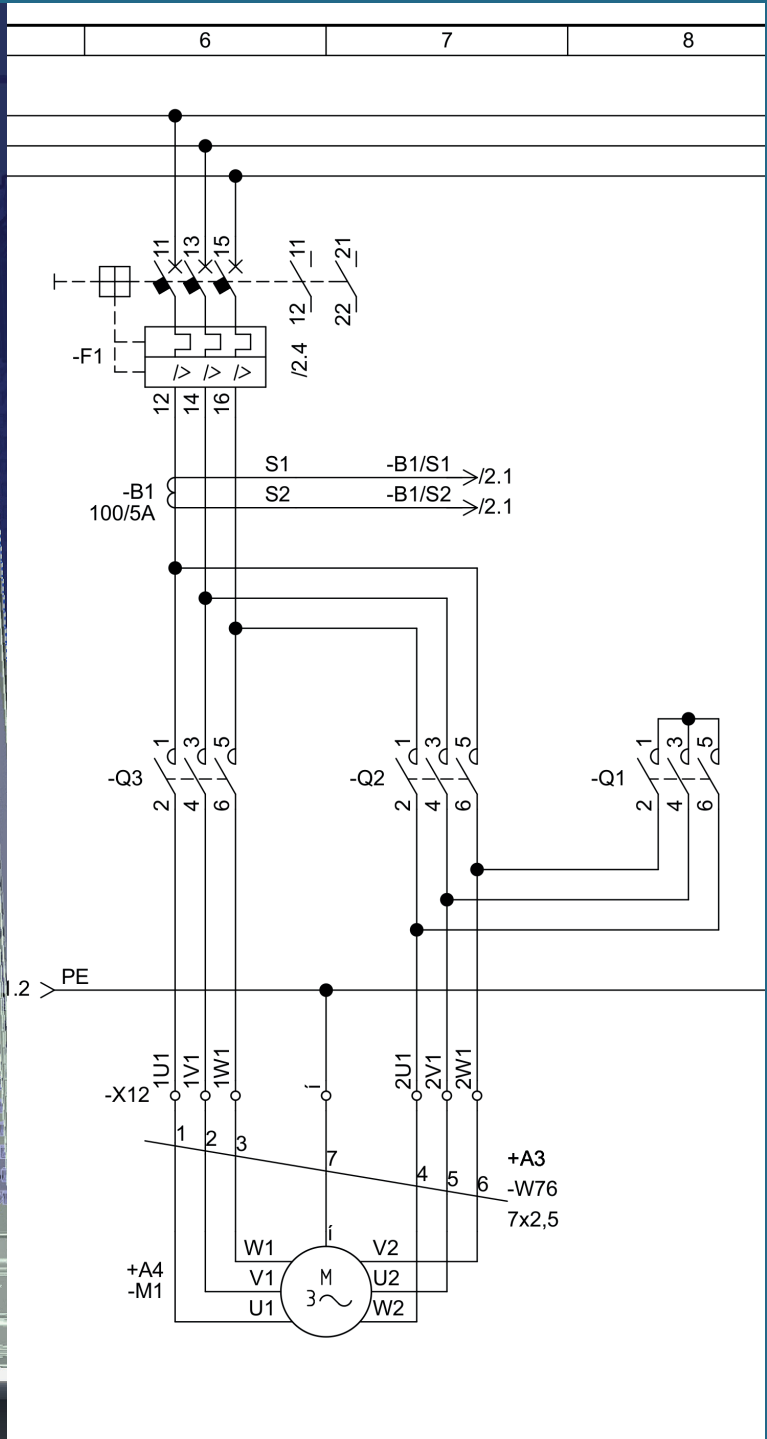 6 7 8
11 13 15 11 21
12 22
-F1 /2.4
12 14 16
S1 -B1/S1 /2.1
-B1
S2 -B1/S2 /2.1
100/5A
1 3 5 1 3 5 1 3 5
-Q3 -Q2 -Q1
2 4 6 2 4 6 2 4 6
PE
.2
1U1 1V1 1W1 í 2U1 2V1 2W1
-X12
1 2 3 7 4 5 6
+A3
-W76
7x2,5
í
W1 V2
+A4
V1 M U2
-M1 3
U1 W2